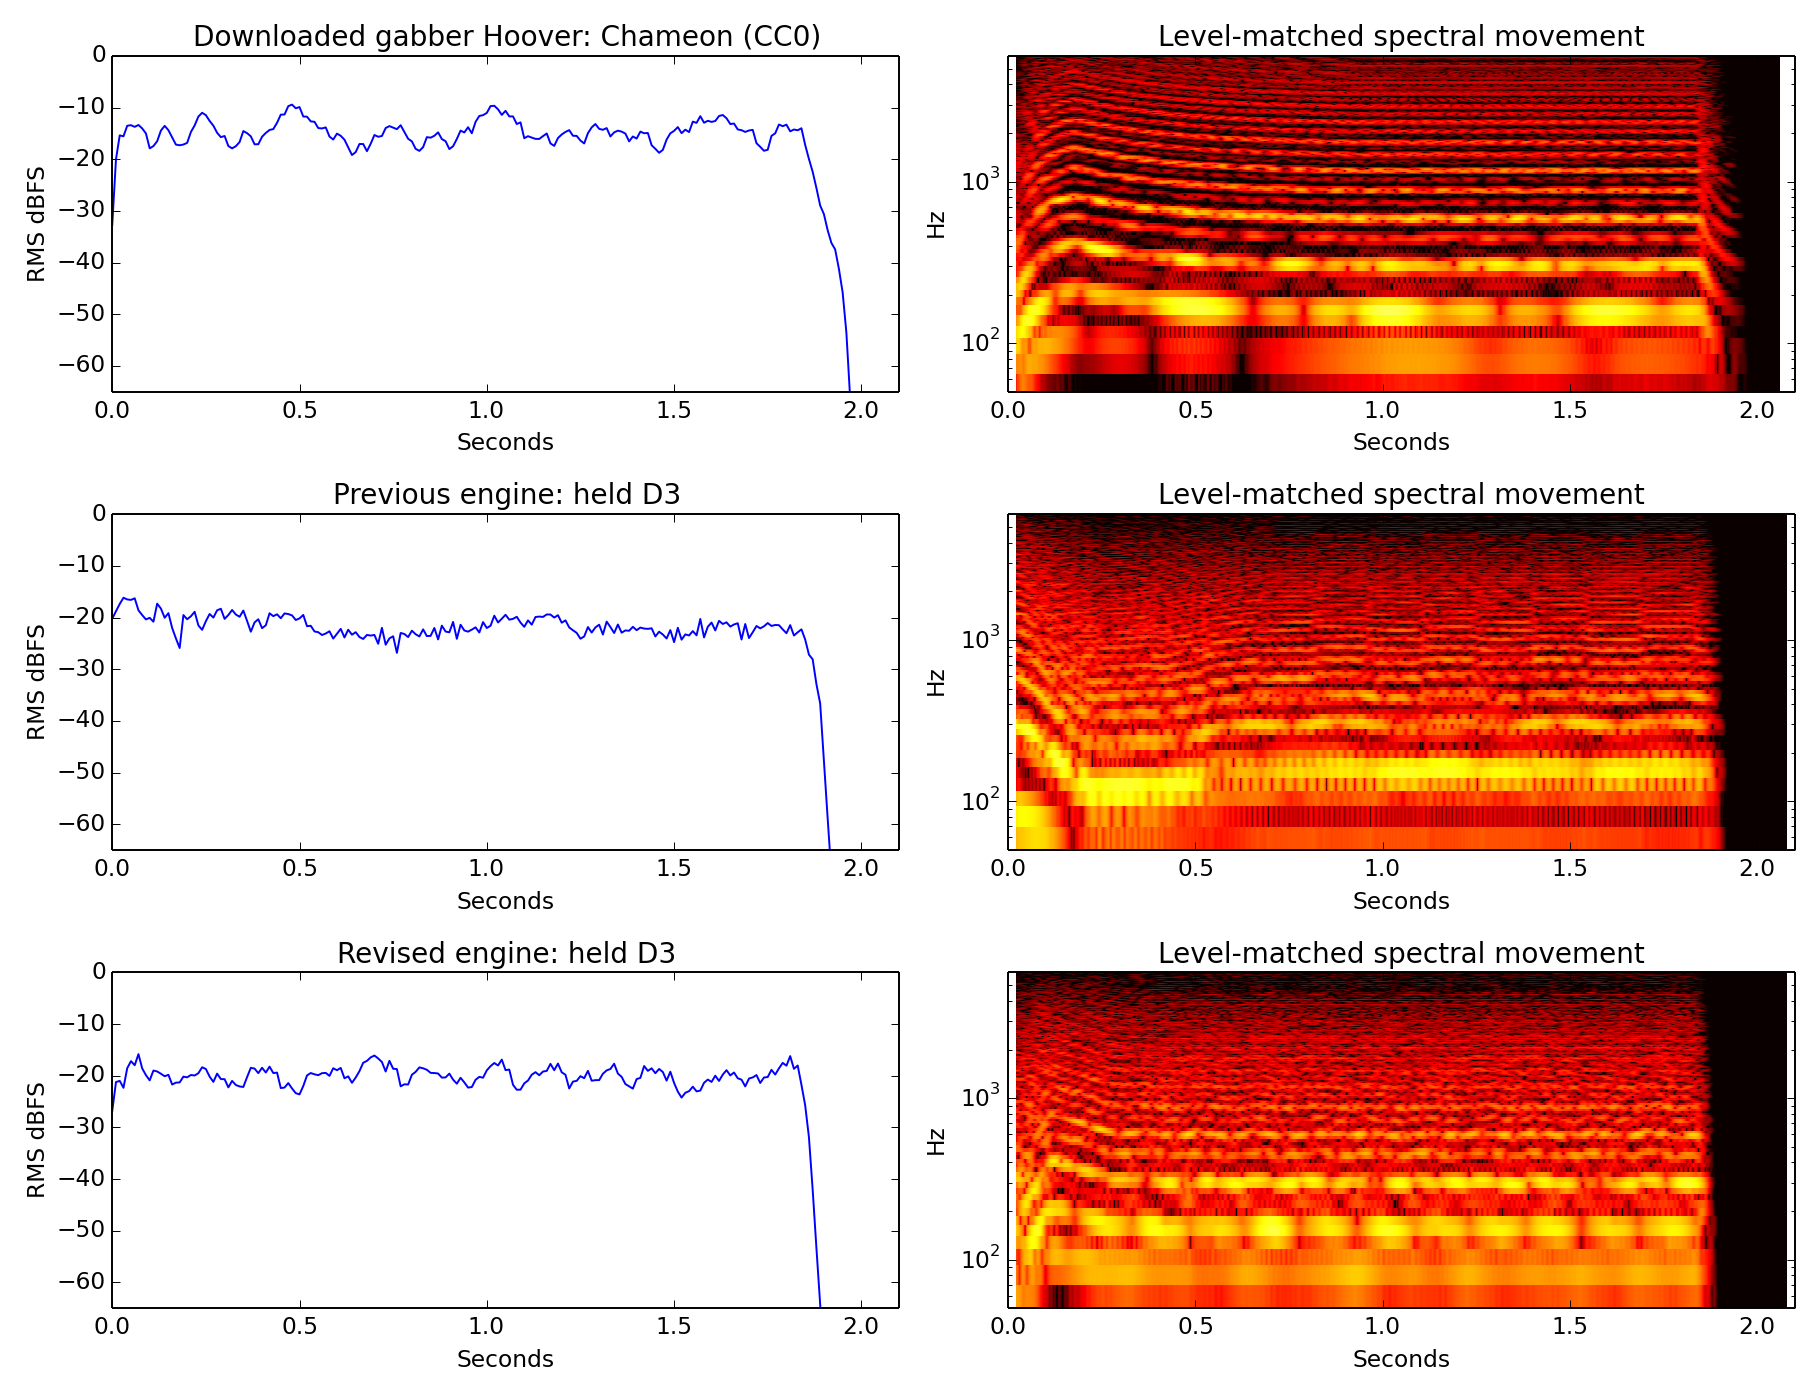 Downloaded gabber Hoover: Chameon (CC0)
0
−10
−20
−30
−40
−50
−60
RMS dBFS
0.0 0.5 1.0 1.5 2.0
Seconds
Level-matched spectral movement
10³
10²
Hz
0.0 0.5 1.0 1.5 2.0
Seconds
Previous engine: held D3
0
−10
−20
−30
−40
−50
−60
RMS dBFS
0.0 0.5 1.0 1.5 2.0
Seconds
Level-matched spectral movement
10³
10²
Hz
0.0 0.5 1.0 1.5 2.0
Seconds
Revised engine: held D3
0
−10
−20
−30
−40
−50
−60
RMS dBFS
0.0 0.5 1.0 1.5 2.0
Seconds
Level-matched spectral movement
10³
10²
Hz
0.0 0.5 1.0 1.5 2.0
Seconds